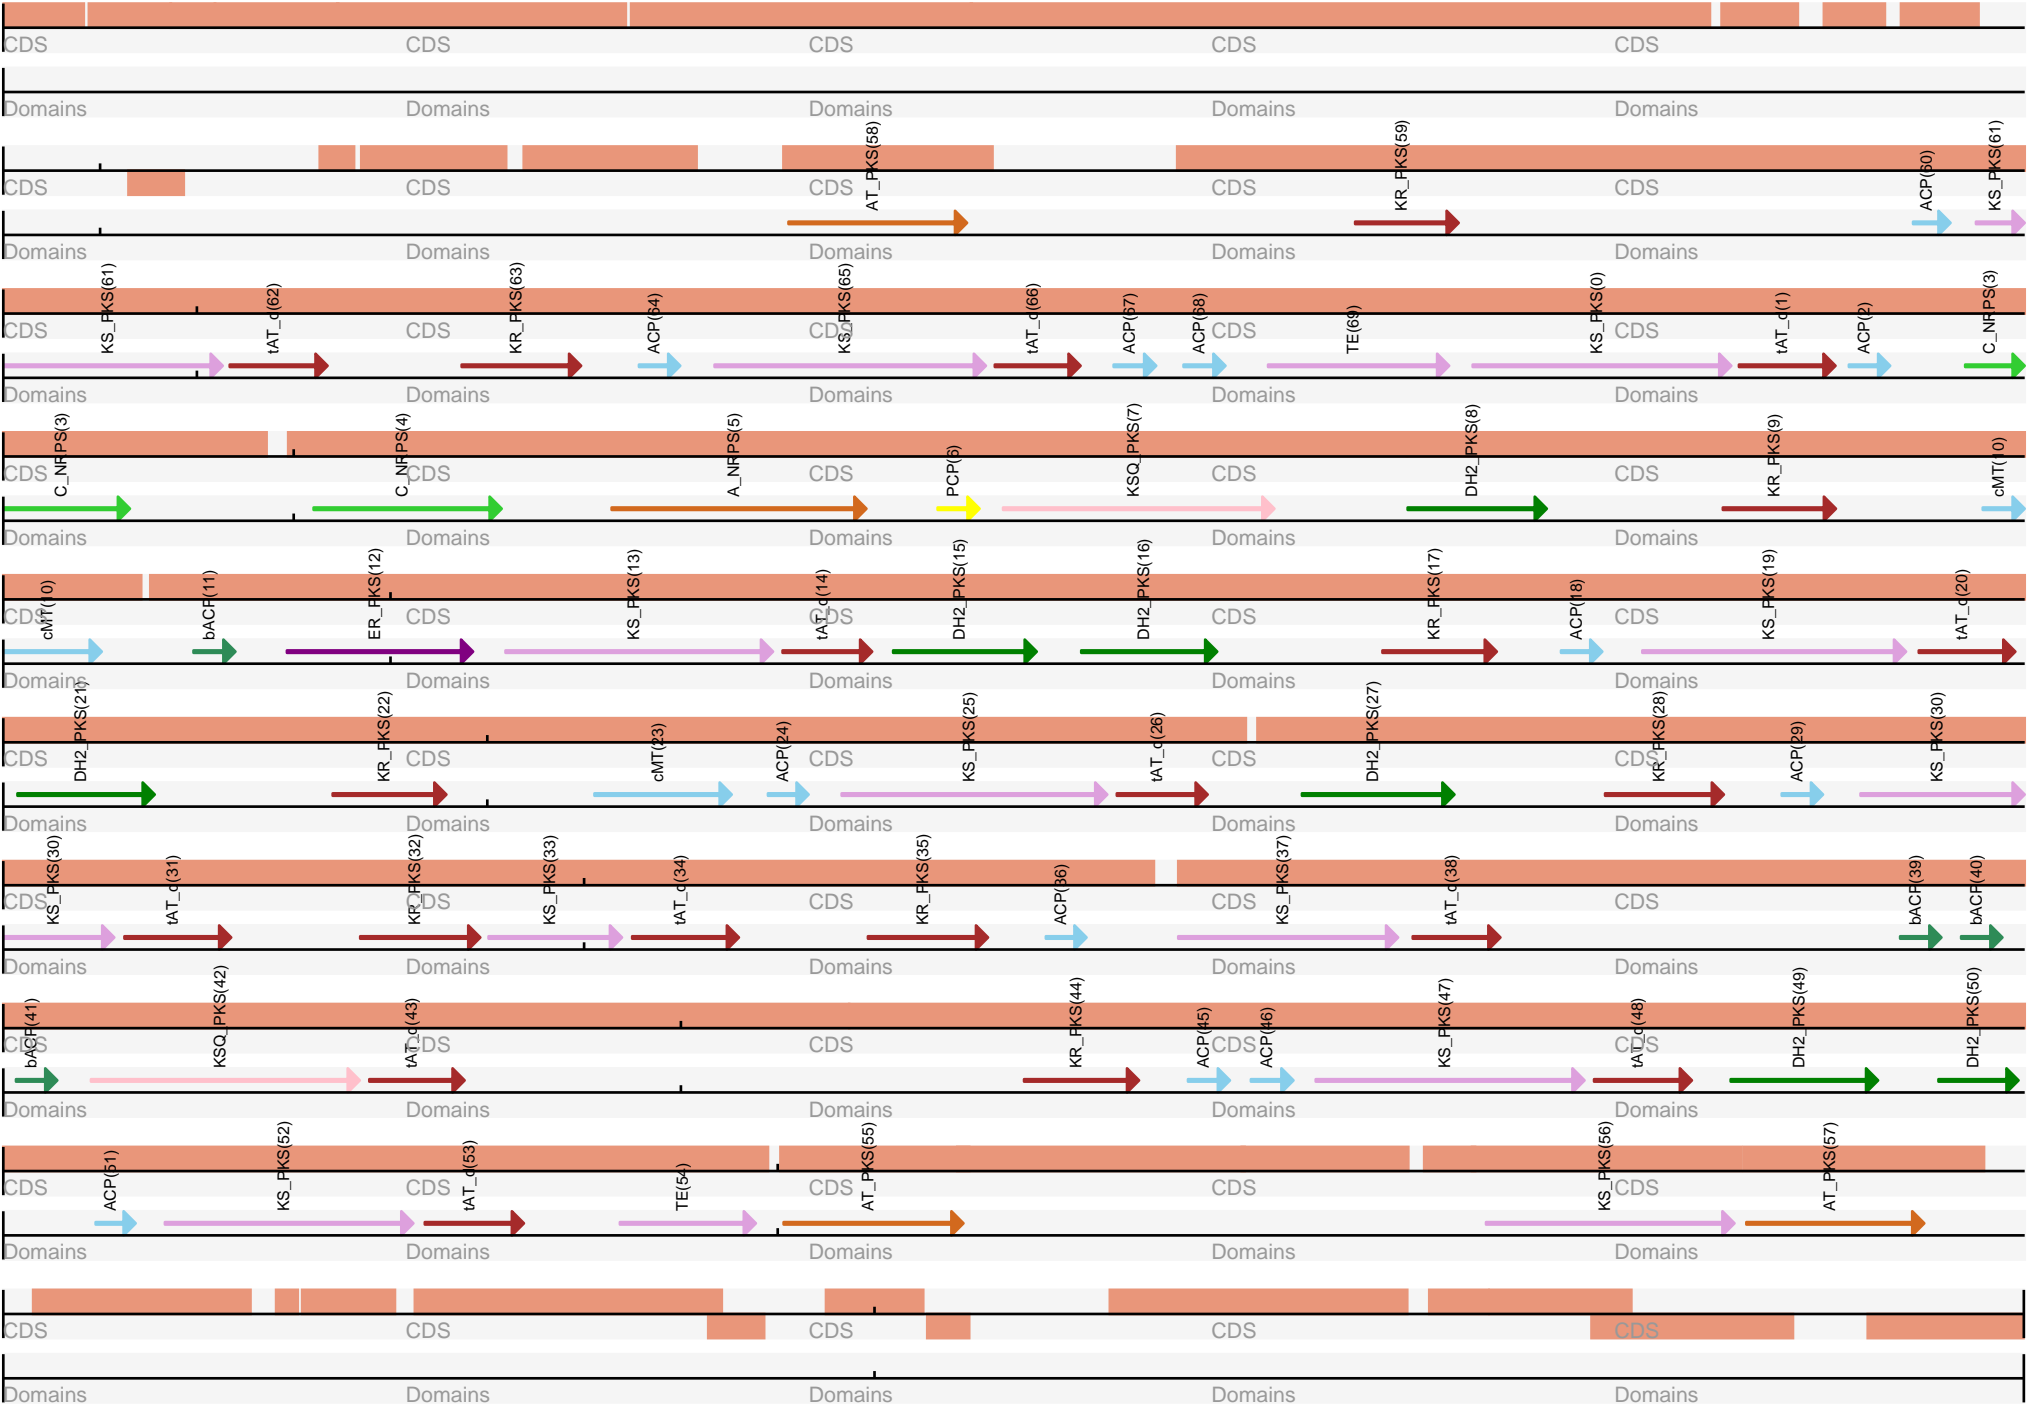 CDS CDS CDS CDS CDS
Domains Domains Domains Domains Domains
AT_PKS(58) KR_PKS(59) ACP(60) KS_PKS(61)
CDS CDS CDS CDS CDS
Domains Domains Domains Domains Domains
KS_PKS(61) tAT_d(62) KR_PKS(63) ACP(64) KS_PKS(65) tAT_d(66) ACP(67) ACP(68) TE(69) KS_PKS(0) tAT_d(1) ACP(2) C_NRPS(3)
CDS CDS CDS CDS CDS
Domains Domains Domains Domains Domains
C_NRPS(3) C_NRPS(4) A_NRPS(5) PCP(6) KSQ_PKS(7) DH2_PKS(8) KR_PKS(9) cMT(10)
CDS CDS CDS CDS CDS
Domains Domains Domains Domains Domains
cMT(10) bACP(11) ER_PKS(12) KS_PKS(13) tAT_d(14) DH2_PKS(15) DH2_PKS(16) KR_PKS(17) ACP(18) KS_PKS(19) tAT_d(20)
CDS CDS CDS CDS CDS
Domains Domains Domains Domains Domains
DH2_PKS(21) KR_PKS(22) cMT(23) ACP(24) KS_PKS(25) tAT_d(26) DH2_PKS(27) KR_PKS(28) ACP(29) KS_PKS(30)
CDS CDS CDS CDS CDS
Domains Domains Domains Domains Domains
KS_PKS(30) tAT_d(31) KR_PKS(32) KS_PKS(33) tAT_d(34) KR_PKS(35) ACP(36) KS_PKS(37) tAT_d(38) bACP(39) bACP(40)
CDS CDS CDS CDS CDS
Domains Domains Domains Domains Domains
bACP(41) KSQ_PKS(42) tAT_d(43) KR_PKS(44) ACP(45) ACP(46) KS_PKS(47) tAT_d(48) DH2_PKS(49) DH2_PKS(50)
CDS CDS CDS CDS CDS
Domains Domains Domains Domains Domains
ACP(51) KS_PKS(52) tAT_d(53) TE(54) AT_PKS(55) KS_PKS(56) AT_PKS(57)
CDS CDS CDS CDS CDS
Domains Domains Domains Domains Domains
CDS CDS CDS CDS CDS
Domains Domains Domains Domains Domains